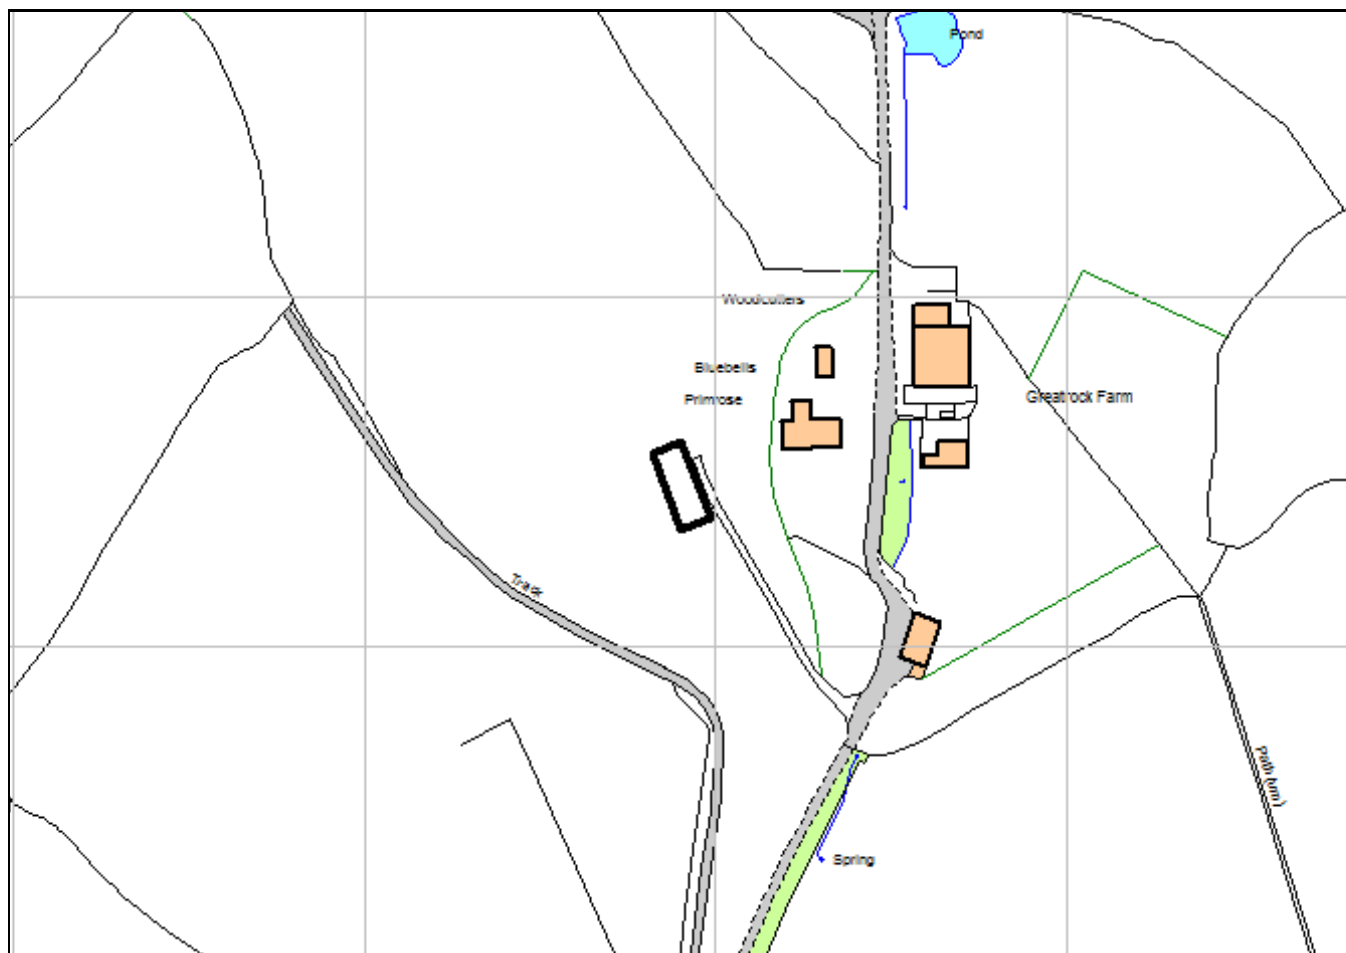 Pond
Woodcutters
Bluebells
Primrose
Greatrock Farm
Track
Path (um)
Spring